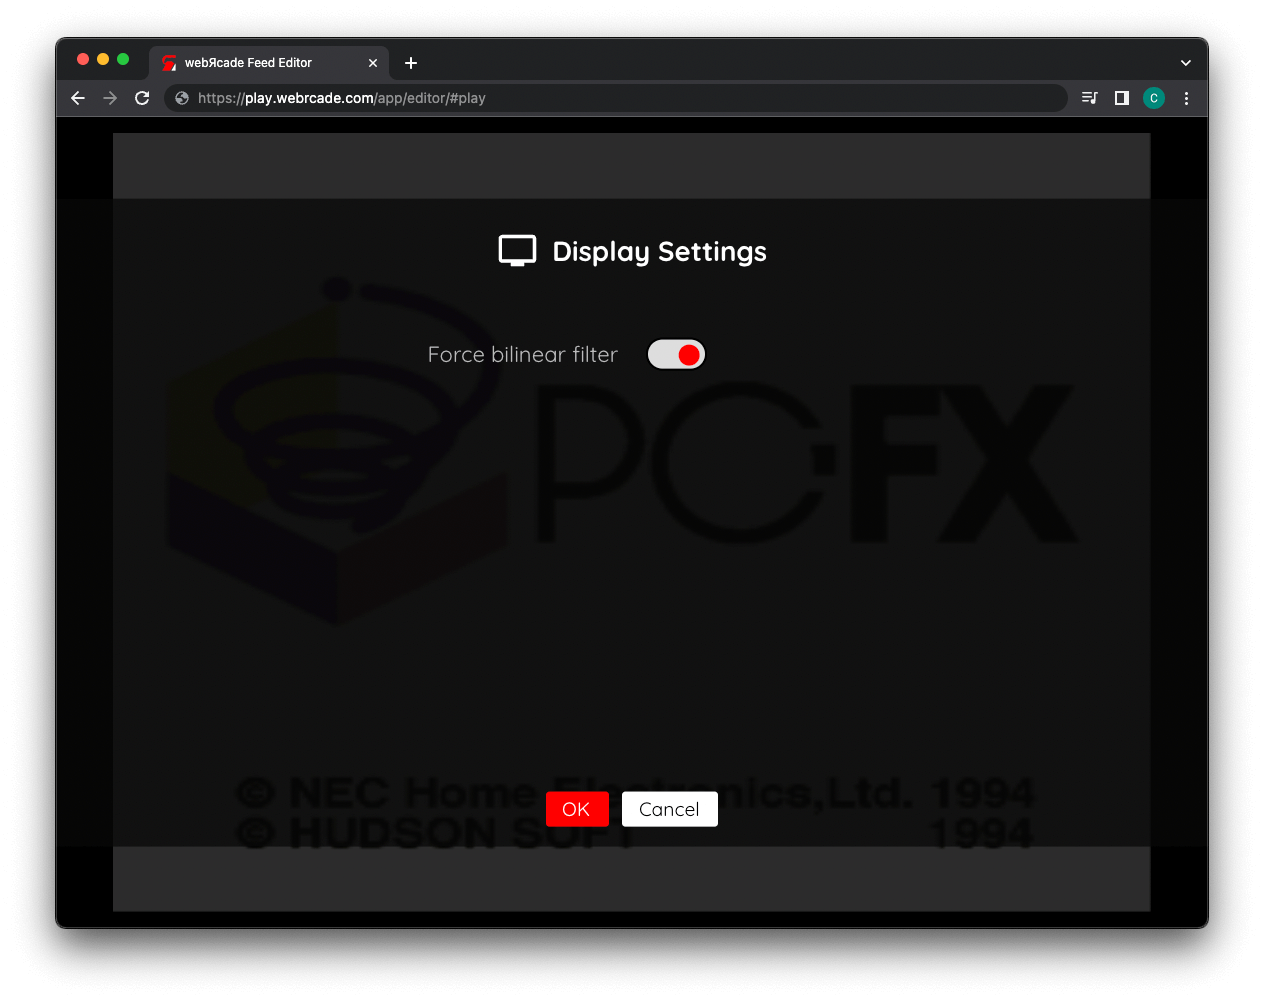 webЯcade Feed Editor
https://play.webrcade.com/app/editor/#play
C
Display Settings
Force bilinear filter
PC-FX
© NEC Home Electronics,Ltd. 1994
© HUDSON SOFT 1994
OK Cancel